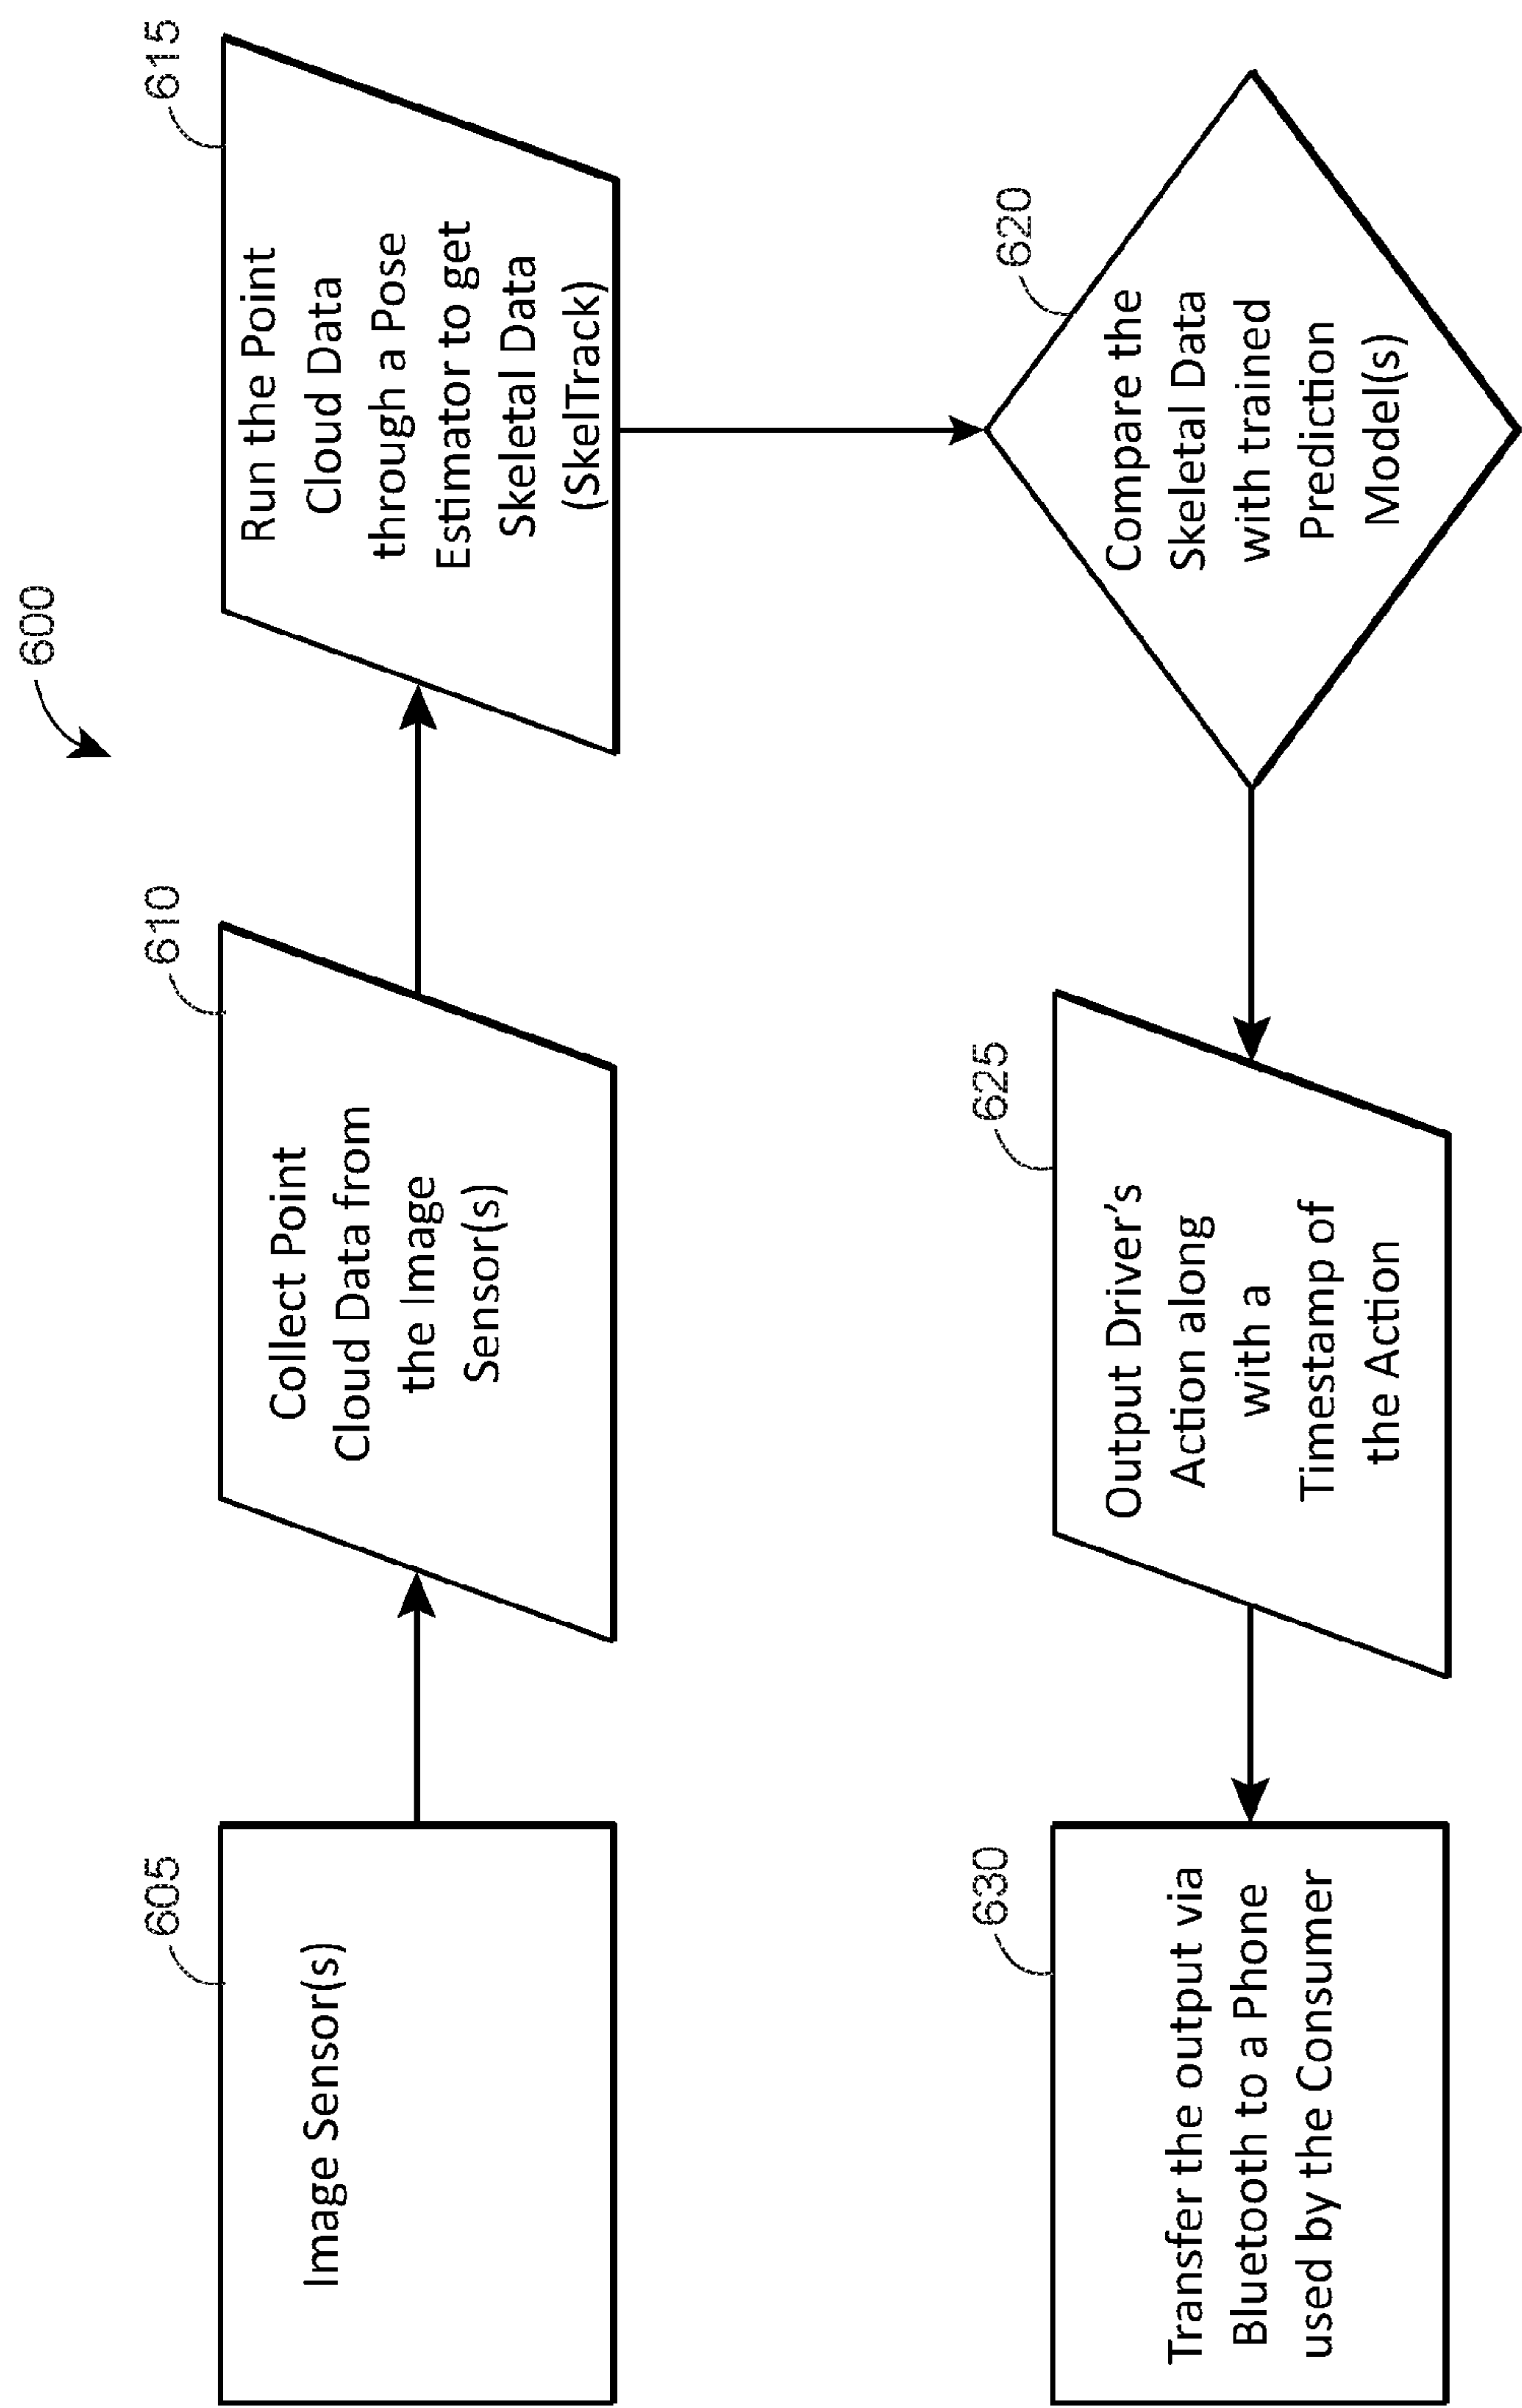 600
605
Image Sensor(s)
610
Collect Point
Cloud Data from
the Image
Sensor(s)
615
Run the Point
Cloud Data
through a Pose
Estimator to get
Skeletal Data
(SkelTrack)
620
Compare the
Skeletal Data
with trained
Prediction
Model(s)
625
Output Driver’s
Action along
with a
Timestamp of
the Action
630
Transfer the output via
Bluetooth to a Phone
used by the Consumer